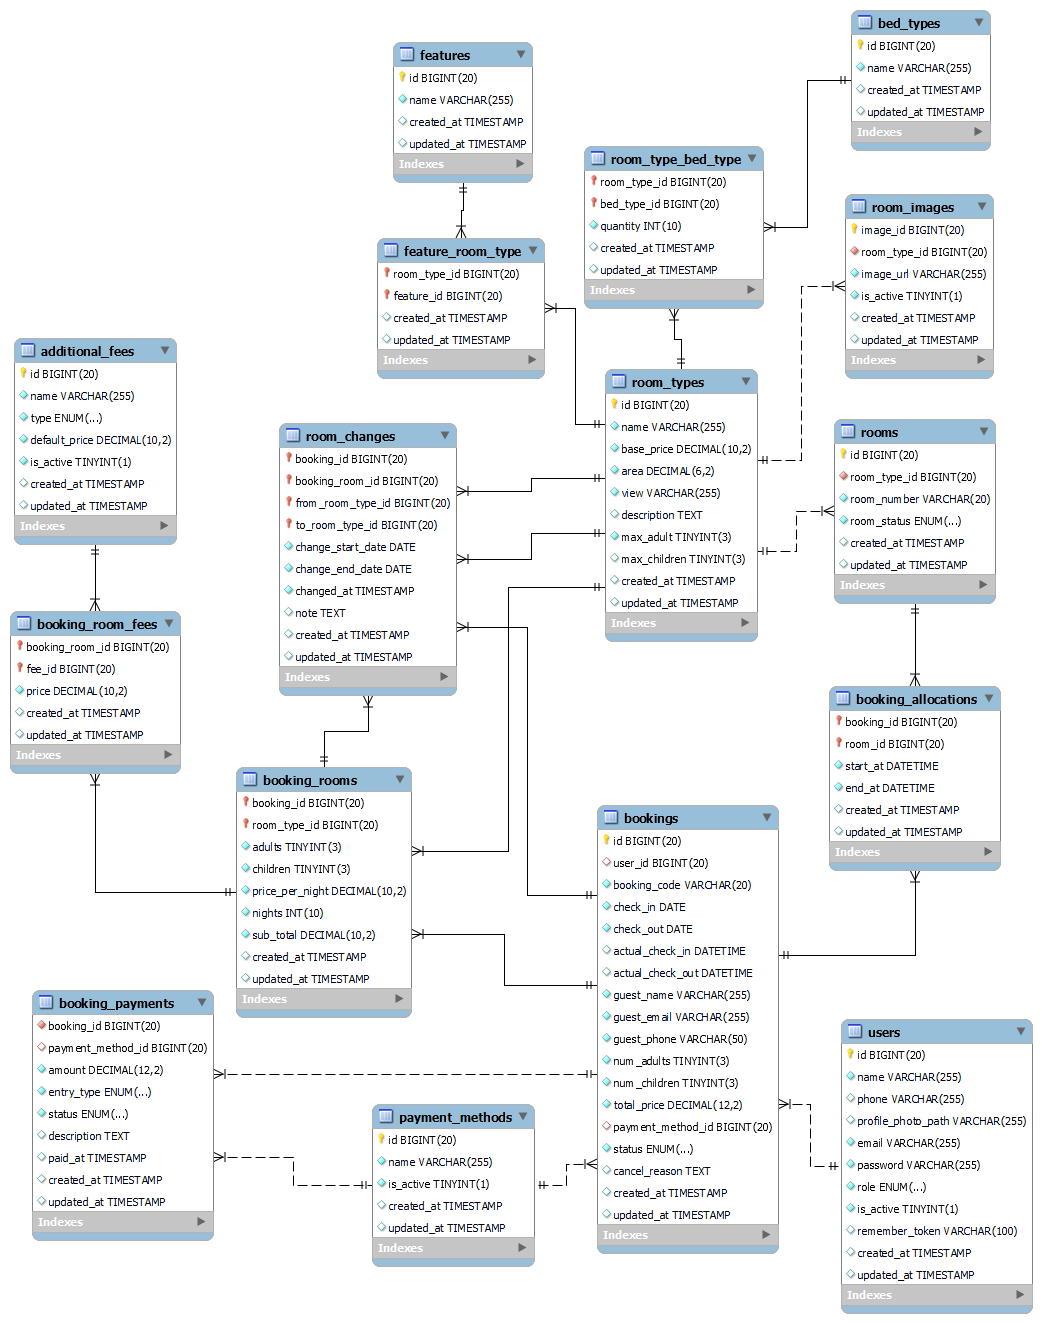 bed_types
id BIGINT(20)
name VARCHAR(255)
created_at TIMESTAMP
updated_at TIMESTAMP
Indexes
features
id BIGINT(20)
name VARCHAR(255)
created_at TIMESTAMP
updated_at TIMESTAMP
Indexes
room_type_bed_type
room_type_id BIGINT(20)
bed_type_id BIGINT(20)
quantity INT(10)
created_at TIMESTAMP
updated_at TIMESTAMP
Indexes
room_images
image_id BIGINT(20)
room_type_id BIGINT(20)
image_url VARCHAR(255)
is_active TINYINT(1)
created_at TIMESTAMP
updated_at TIMESTAMP
Indexes
feature_room_type
room_type_id BIGINT(20)
feature_id BIGINT(20)
created_at TIMESTAMP
updated_at TIMESTAMP
Indexes
additional_fees
id BIGINT(20)
name VARCHAR(255)
type ENUM(...)
default_price DECIMAL(10,2)
is_active TINYINT(1)
created_at TIMESTAMP
updated_at TIMESTAMP
Indexes
room_types
id BIGINT(20)
name VARCHAR(255)
base_price DECIMAL(10,2)
area DECIMAL(6,2)
view VARCHAR(255)
description TEXT
max_adult TINYINT(3)
max_children TINYINT(3)
created_at TIMESTAMP
updated_at TIMESTAMP
Indexes
room_changes
booking_id BIGINT(20)
booking_room_id BIGINT(20)
from_room_type_id BIGINT(20)
to_room_type_id BIGINT(20)
change_start_date DATE
change_end_date DATE
changed_at TIMESTAMP
note TEXT
created_at TIMESTAMP
updated_at TIMESTAMP
Indexes
rooms
id BIGINT(20)
room_type_id BIGINT(20)
room_number VARCHAR(20)
room_status ENUM(...)
created_at TIMESTAMP
updated_at TIMESTAMP
Indexes
booking_room_fees
booking_room_id BIGINT(20)
fee_id BIGINT(20)
price DECIMAL(10,2)
created_at TIMESTAMP
updated_at TIMESTAMP
Indexes
booking_allocations
booking_id BIGINT(20)
room_id BIGINT(20)
start_at DATETIME
end_at DATETIME
created_at TIMESTAMP
updated_at TIMESTAMP
Indexes
booking_rooms
booking_id BIGINT(20)
room_type_id BIGINT(20)
adults TINYINT(3)
children TINYINT(3)
price_per_night DECIMAL(10,2)
nights INT(10)
sub_total DECIMAL(10,2)
created_at TIMESTAMP
updated_at TIMESTAMP
Indexes
bookings
id BIGINT(20)
user_id BIGINT(20)
booking_code VARCHAR(20)
check_in DATE
check_out DATE
actual_check_in DATETIME
actual_check_out DATETIME
guest_name VARCHAR(255)
guest_email VARCHAR(255)
guest_phone VARCHAR(50)
num_adults TINYINT(3)
num_children TINYINT(3)
total_price DECIMAL(12,2)
payment_method_id BIGINT(20)
status ENUM(...)
cancel_reason TEXT
created_at TIMESTAMP
updated_at TIMESTAMP
Indexes
booking_payments
booking_id BIGINT(20)
payment_method_id BIGINT(20)
amount DECIMAL(12,2)
entry_type ENUM(...)
status ENUM(...)
description TEXT
paid_at TIMESTAMP
created_at TIMESTAMP
updated_at TIMESTAMP
Indexes
payment_methods
id BIGINT(20)
name VARCHAR(255)
is_active TINYINT(1)
created_at TIMESTAMP
updated_at TIMESTAMP
Indexes
users
id BIGINT(20)
name VARCHAR(255)
phone VARCHAR(255)
profile_photo_path VARCHAR(255)
email VARCHAR(255)
password VARCHAR(255)
role ENUM(...)
is_active TINYINT(1)
remember_token VARCHAR(100)
created_at TIMESTAMP
updated_at TIMESTAMP
Indexes